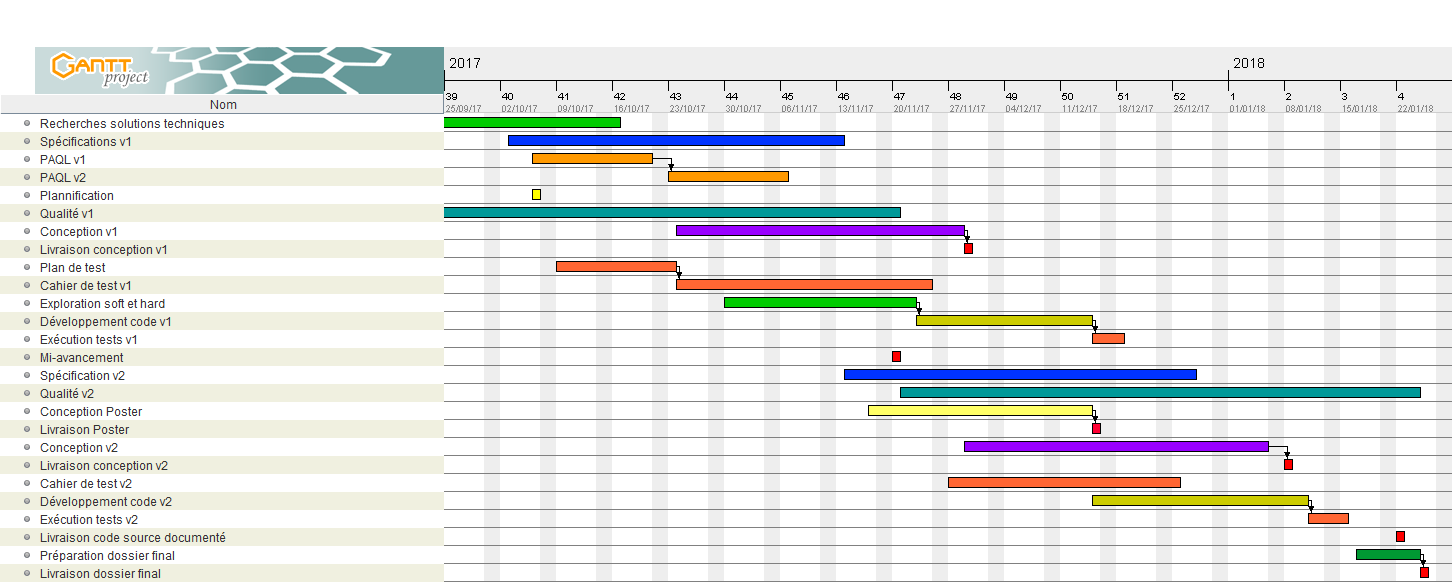 GANTT
project
2017
2018
39 40 41 42 43 44 45 46 47 48 49 50 51 52 1 2 3 4
Nom
25/09/17 02/10/17 09/10/17 16/10/17 23/10/17 30/10/17 06/11/17 13/11/17 20/11/17 27/11/17 04/12/17 11/12/17 18/12/17 25/12/17 01/01/18 08/01/18 15/01/18 22/01/18
Recherches solutions techniques
Spécifications v1
PAQL v1
PAQL v2
Plannification
Qualité v1
Conception v1
Livraison conception v1
Plan de test
Cahier de test v1
Exploration soft et hard
Développement code v1
Exécution tests v1
Mi-avancement
Spécification v2
Qualité v2
Conception Poster
Livraison Poster
Conception v2
Livraison conception v2
Cahier de test v2
Développement code v2
Exécution tests v2
Livraison code source documenté
Préparation dossier final
Livraison dossier final